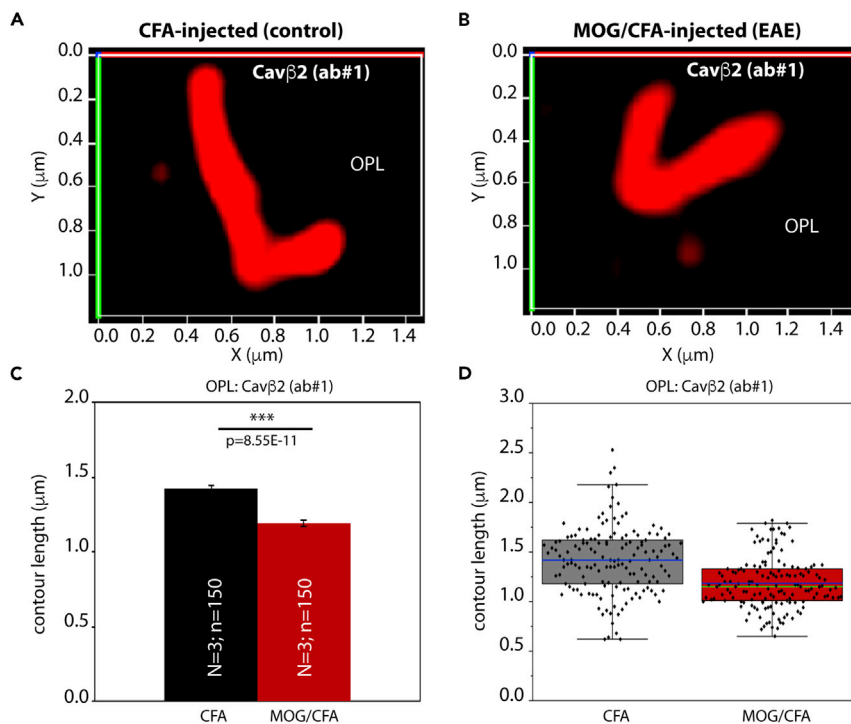 A
CFA-injected (control)
Cavβ2 (ab#1)
OPL
0.0
0.2
0.4
0.6
0.8
1.0
Y (μm)
0.0 0.2 0.4 0.6 0.8 1.0 1.2 1.4
X (μm)
B
MOG/CFA-injected (EAE)
Cavβ2 (ab#1)
OPL
0.0
0.2
0.4
0.6
0.8
1.0
Y (μm)
0.0 0.2 0.4 0.6 0.8 1.0 1.2 1.4
X (μm)
C
OPL: Cavβ2 (ab#1)
2.0
1.5
1.0
0.5
0.0
contour length (μm)
***
p=8.55E-11
N=3; n=150
N=3; n=150
CFA MOG/CFA
D
OPL: Cavβ2 (ab#1)
3.0
2.5
2.0
1.5
1.0
0.5
0.0
contour length (μm)
CFA MOG/CFA